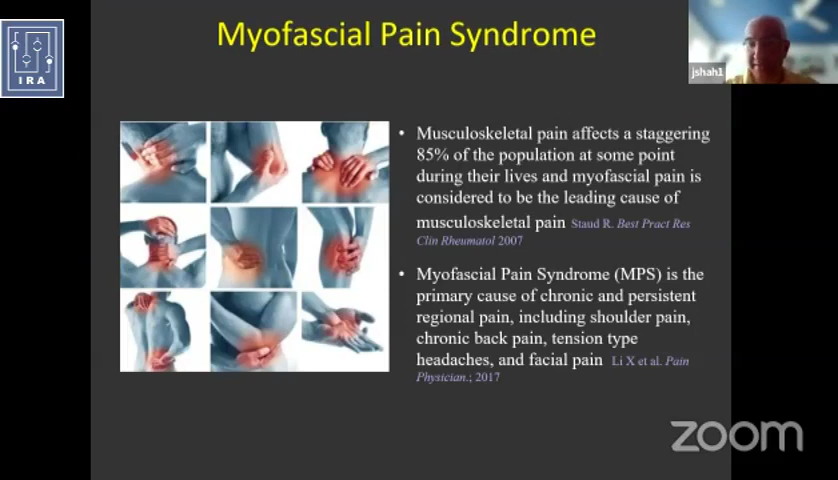 Myofascial Pain Syndrome
IRA
jshah1
• Musculoskeletal pain affects a staggering
85% of the population at some point
during their lives and myofascial pain is
considered to be the leading cause of
musculoskeletal pain Staud R. Best Pract Res
Clin Rheumatol 2007
• Myofascial Pain Syndrome (MPS) is the
primary cause of chronic and persistent
regional pain, including shoulder pain,
chronic back pain, tension type
headaches, and facial pain Li X et al. Pain
Physician.; 2017
zoom